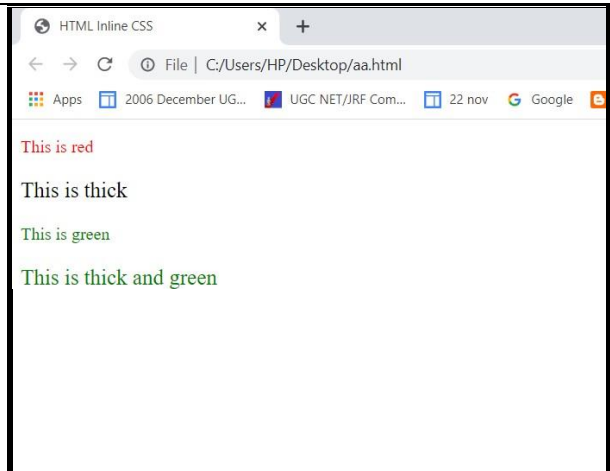 HTML Inline CSS
File | C:/Users/HP/Desktop/aa.html
Apps 2006 December UG... UGC NET/JRF Com... 22 nov G Google
This is red
This is thick
This is green
This is thick and green